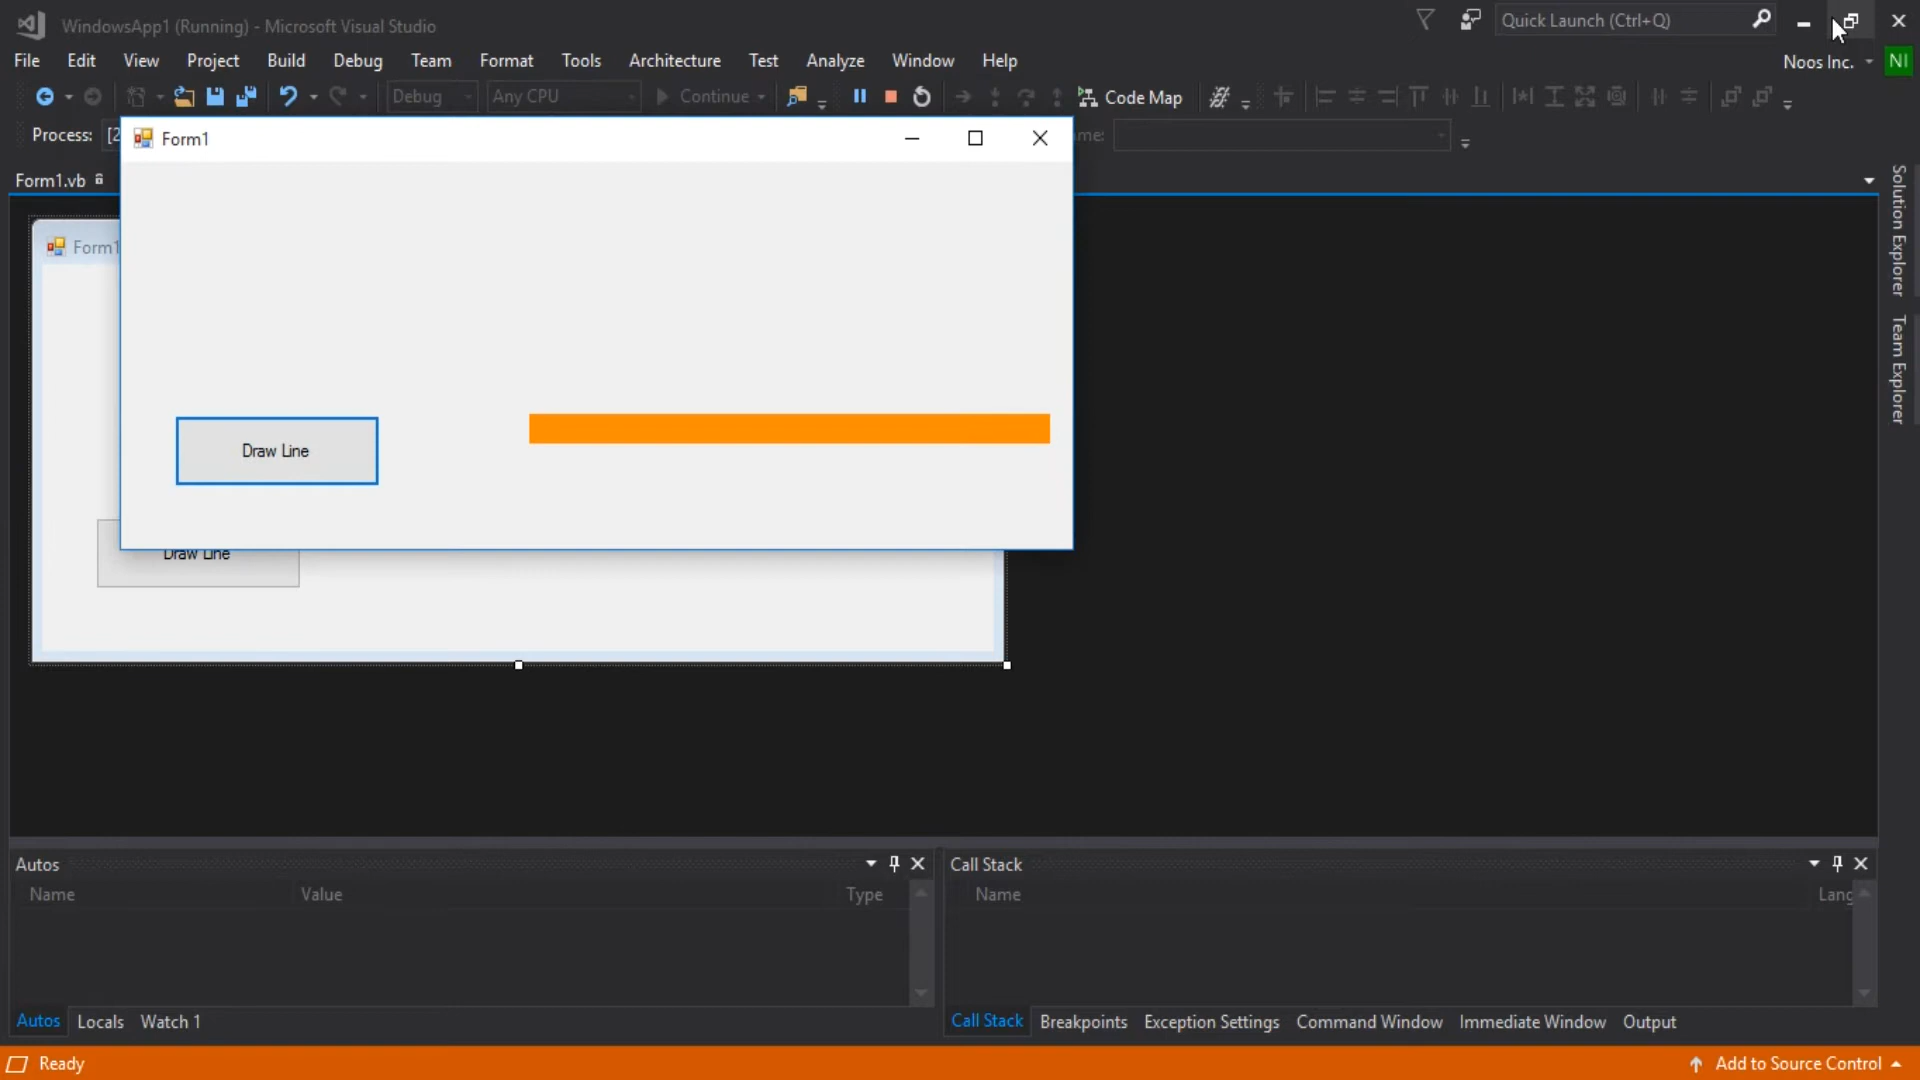 WindowsApp1 (Running) - Microsoft Visual Studio
Quick Launch (Ctrl+Q)
File Edit View Project Build Debug Team Format Tools Architecture Test Analyze Window Help
Noos Inc.
NI
Debug Any CPU Continue Code Map
Process: [2
me:
Form1
Form1.vb
Form1
Draw Line
Draw Line
Solution Explorer
Team Explorer
Autos
Name Value Type
Call Stack
Name Lang
Autos Locals Watch 1
Call Stack Breakpoints Exception Settings Command Window Immediate Window Output
Ready
Add to Source Control